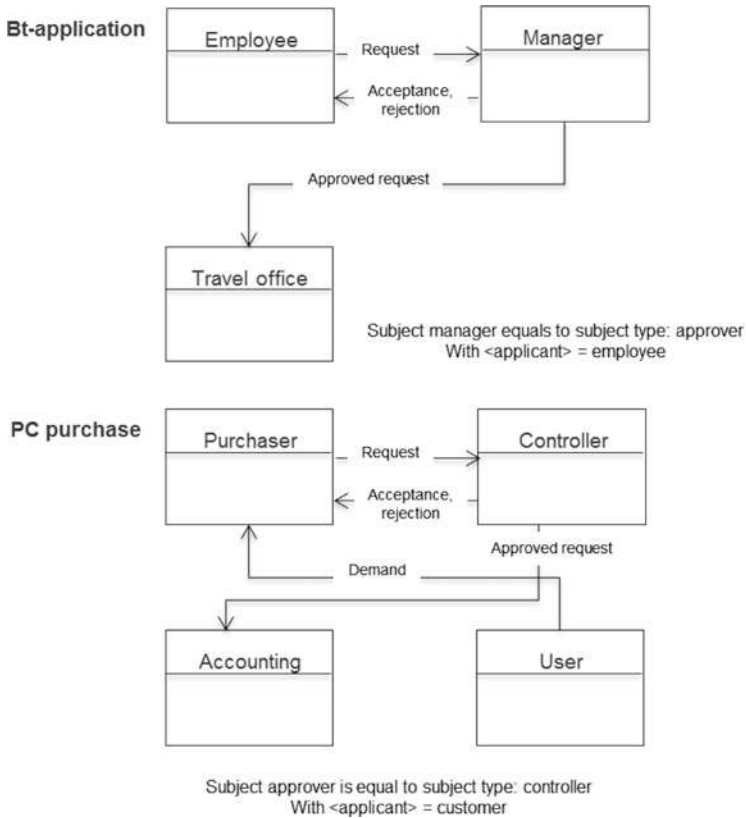 Bt-application
Employee
Request
Manager
Acceptance,
rejection
Approved request
Travel office
Subject manager equals to subject type: approver
With <applicant> = employee
PC purchase
Purchaser
Request
Controller
Acceptance,
rejection
Approved request
Demand
Accounting
User
Subject approver is equal to subject type: controller
With <applicant> = customer